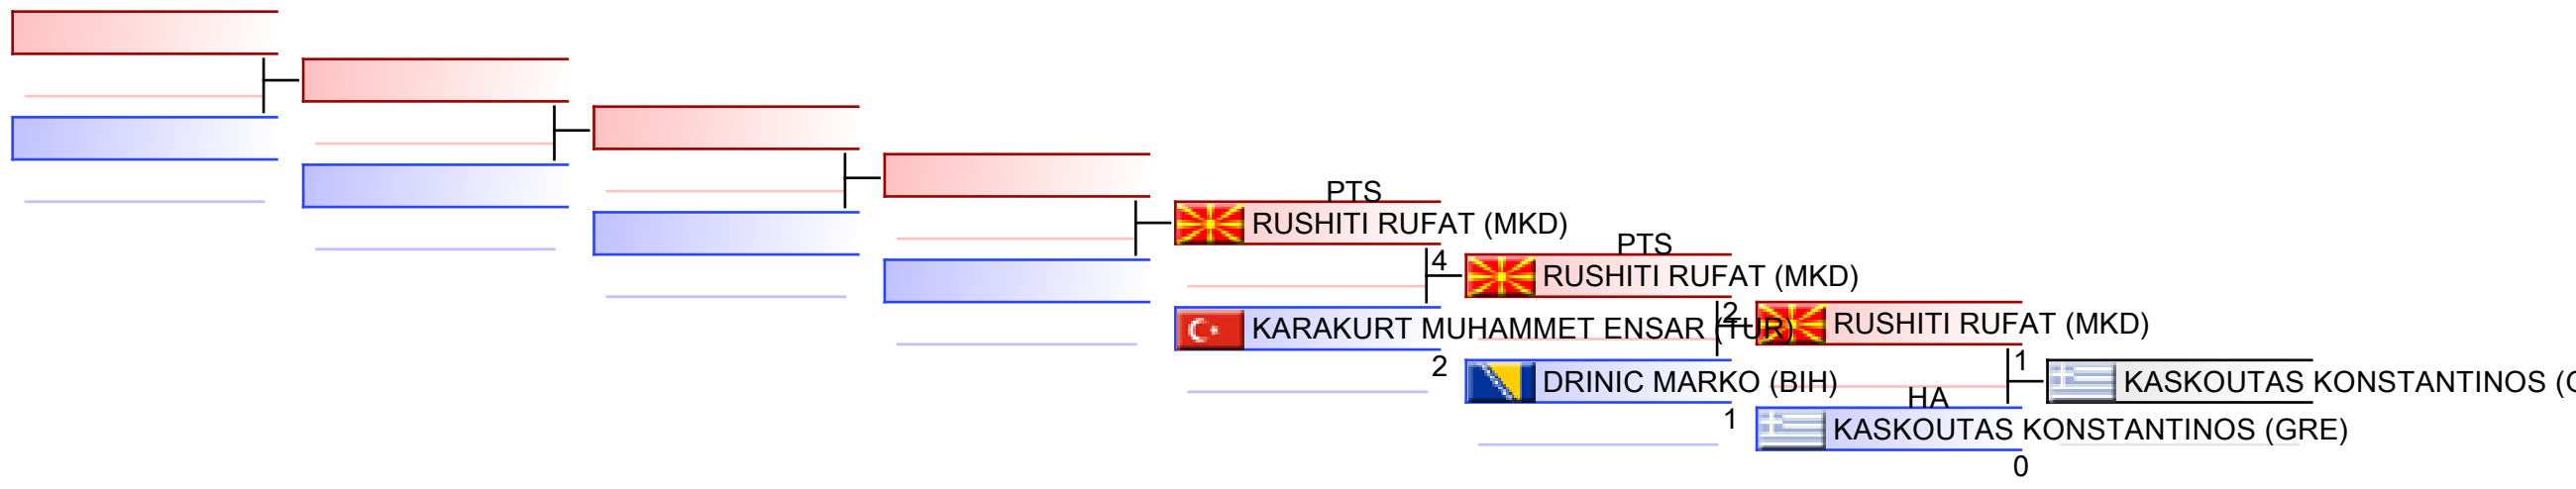 PTS
RUSHITI RUFAT (MKD)
4
KARAKURT MUHAMMET ENSAR (TUR)
2
PTS
RUSHITI RUFAT (MKD)
2
DRINIC MARKO (BIH)
1
RUSHITI RUFAT (MKD)
1
HA
KASKOUTAS KONSTANTINOS (GRE)
0
KASKOUTAS KONSTANTINOS (